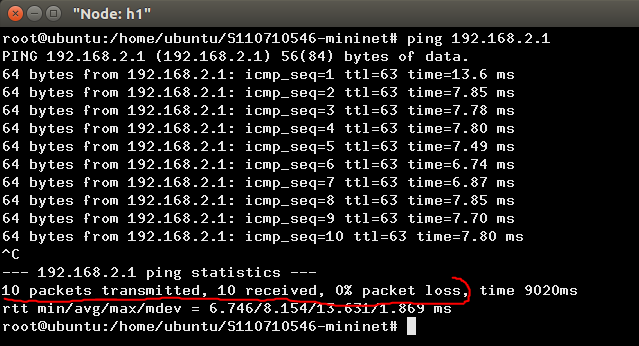 "Node: h1"
root@ubuntu:/home/ubuntu/S110710546-mininet# ping 192.168.2.1
PING 192.168.2.1 (192.168.2.1) 56(84) bytes of data.
64 bytes from 192.168.2.1: icmp_seq=1 ttl=63 time=13.6 ms
64 bytes from 192.168.2.1: icmp_seq=2 ttl=63 time=7.85 ms
64 bytes from 192.168.2.1: icmp_seq=3 ttl=63 time=7.78 ms
64 bytes from 192.168.2.1: icmp_seq=4 ttl=63 time=7.80 ms
64 bytes from 192.168.2.1: icmp_seq=5 ttl=63 time=7.49 ms
64 bytes from 192.168.2.1: icmp_seq=6 ttl=63 time=6.74 ms
64 bytes from 192.168.2.1: icmp_seq=7 ttl=63 time=6.87 ms
64 bytes from 192.168.2.1: icmp_seq=8 ttl=63 time=7.85 ms
64 bytes from 192.168.2.1: icmp_seq=9 ttl=63 time=7.70 ms
64 bytes from 192.168.2.1: icmp_seq=10 ttl=63 time=7.80 ms
^C
--- 192.168.2.1 ping statistics ---
10 packets transmitted, 10 received, 0% packet loss, time 9020ms
rtt min/avg/max/mdev = 6.746/8.154/13.631/1.869 ms
root@ubuntu:/home/ubuntu/S110710546-mininet#